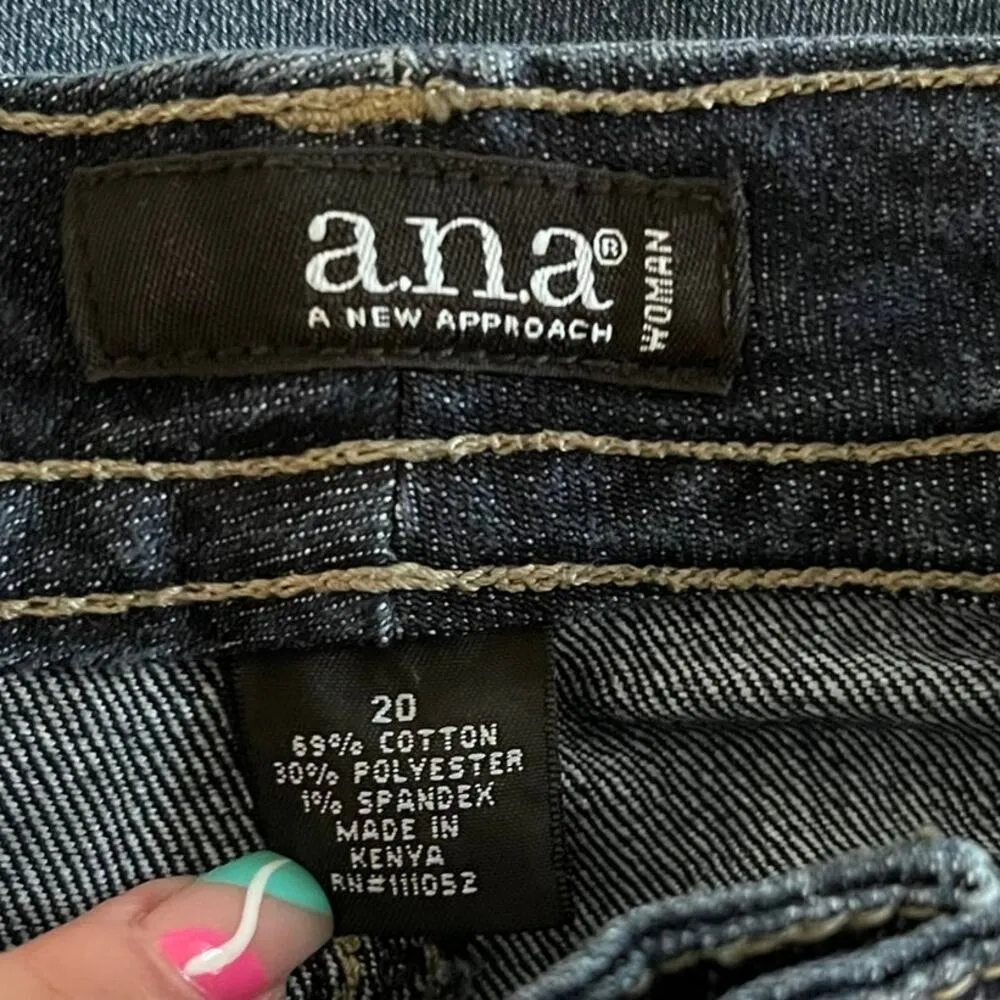 a.n.a®
A NEW APPROACH
WOMAN
20
69% COTTON
30% POLYESTER
1% SPANDEX
MADE IN
KENYA
RN#111052